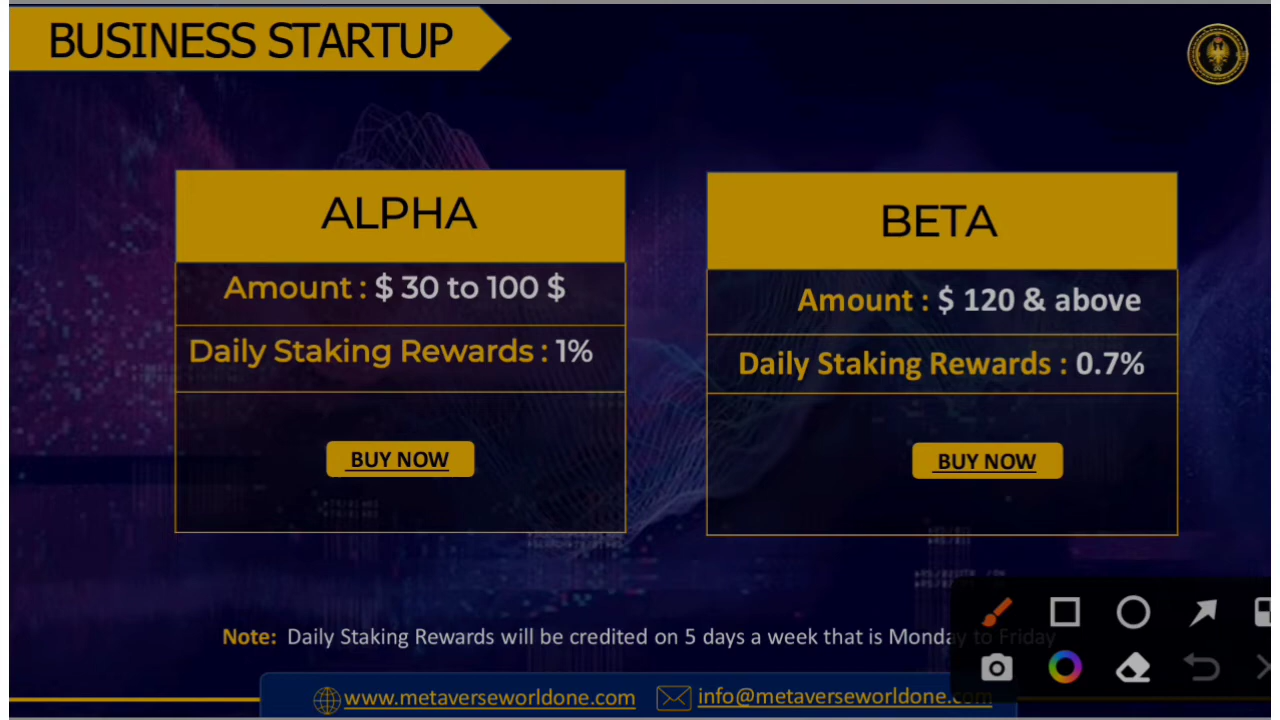 BUSINESS STARTUP
ALPHA
Amount : $ 30 to 100 $
Daily Staking Rewards : 1%
BUY NOW
BETA
Amount : $ 120 & above
Daily Staking Rewards : 0.7%
BUY NOW
Note: Daily Staking Rewards will be credited on 5 days a week that is Monday to Friday
www.metaverseworldone.com info@metaverseworldone.com